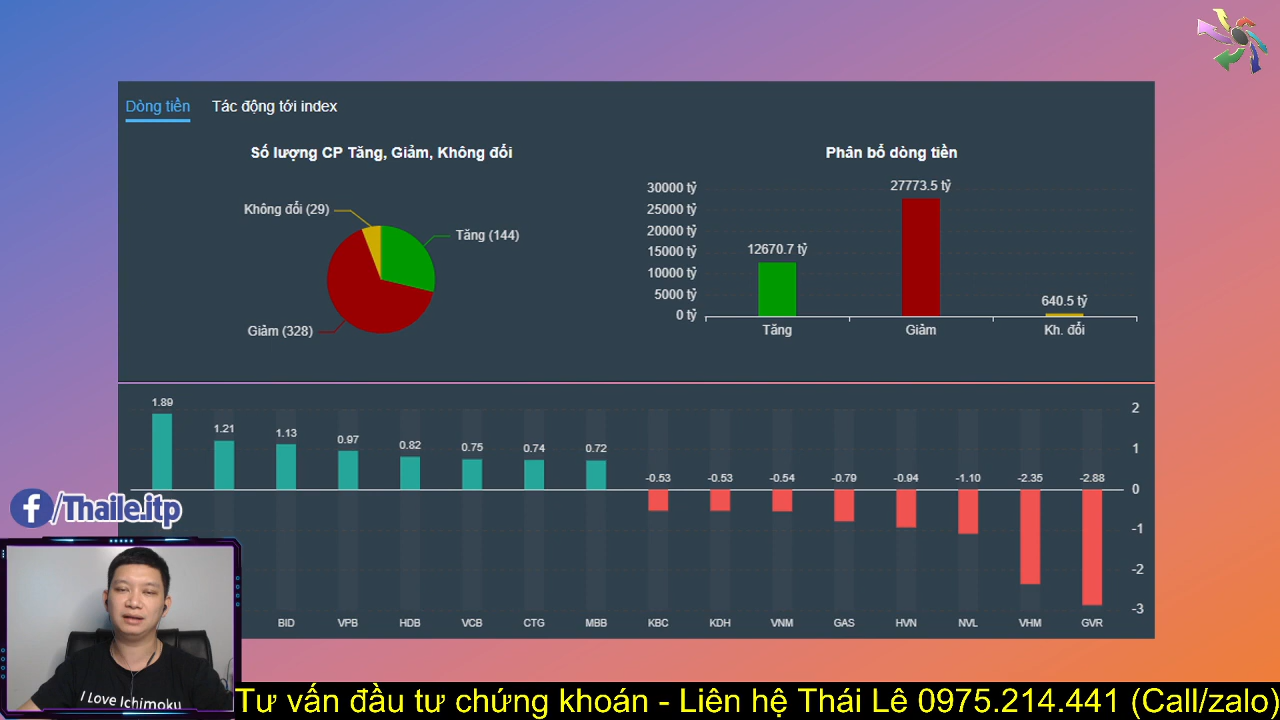 Dòng tiền Tác động tới index
Số lượng CP Tăng, Giảm, Không đổi
Không đổi (29)
Tăng (144)
Giảm (328)
Phân bổ dòng tiền
30000 tỷ
25000 tỷ
20000 tỷ
15000 tỷ
10000 tỷ
5000 tỷ
0 tỷ
12670.7 tỷ
27773.5 tỷ
640.5 tỷ
Tăng Giảm Kh. đổi
1.89 1.21 1.13 0.97 0.82 0.75 0.74 0.72 -0.53 -0.53 -0.54 -0.79 -0.94 -1.10 -2.35 -2.88
2
1
0
-1
-2
-3
BID VPB HDB VCB CTG MBB KBC KDH VNM GAS HVN NVL VHM GVR
f/Thaile.itp
I Love Ichimoku
Tư vấn đầu tư chứng khoán - Liên hệ Thái Lê 0975.214.441 (Call/zalo)